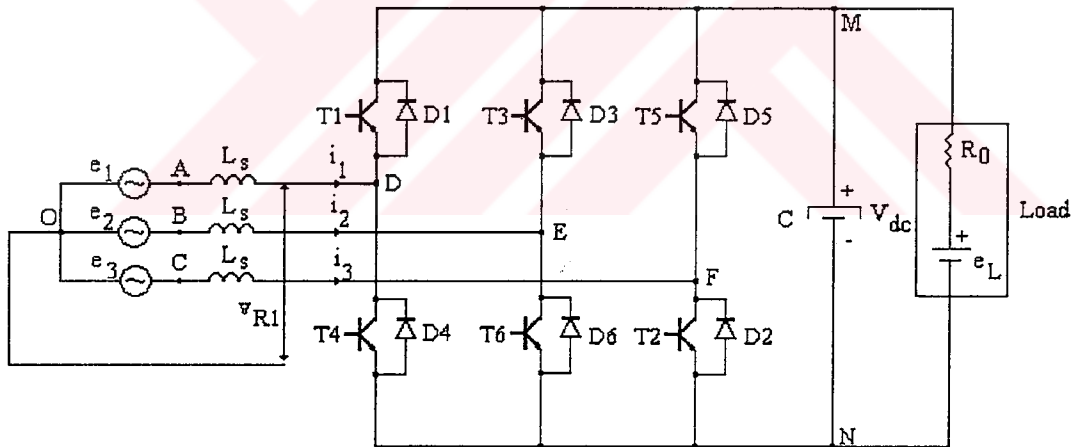 M
T1
D1
T3
D3
T5
D5
R0
e1
A
Ls
i1
D
O
e2
B
Ls
i2
E
C
+
Vdc
-
+
eL
Load
e3
C
Ls
i3
F
vR1
T4
D4
T6
D6
T2
D2
N